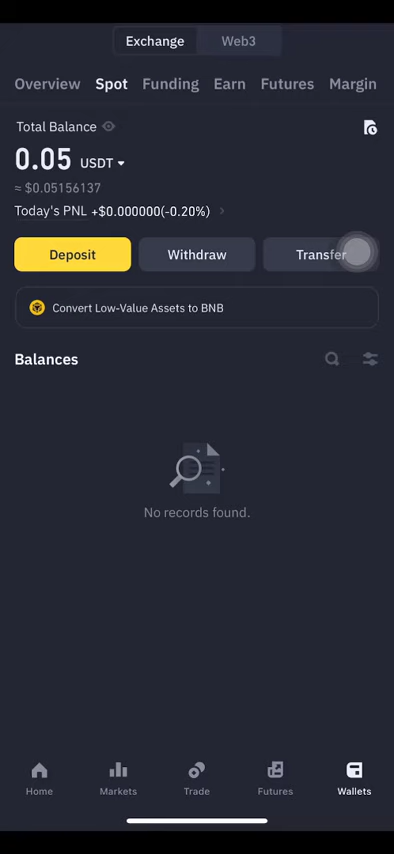 Exchange Web3
Overview Spot Funding Earn Futures Margin
Total Balance
0.05 USDT
≈ $0.05156137
Today's PNL +$0.000000(-0.20%)
Deposit Withdraw Transfer
Convert Low-Value Assets to BNB
Balances
No records found.
Home Markets Trade Futures Wallets